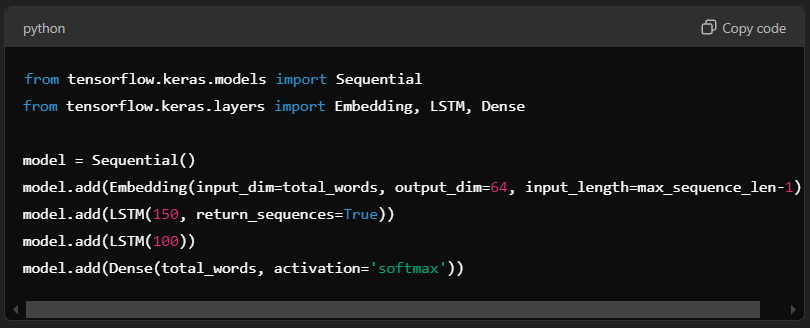 python
Copy code
from tensorflow.keras.models import Sequential
from tensorflow.keras.layers import Embedding, LSTM, Dense
model = Sequential()
model.add(Embedding(input_dim=total_words, output_dim=64, input_length=max_sequence_len-1)
model.add(LSTM(150, return_sequences=True))
model.add(LSTM(100))
model.add(Dense(total_words, activation='softmax'))